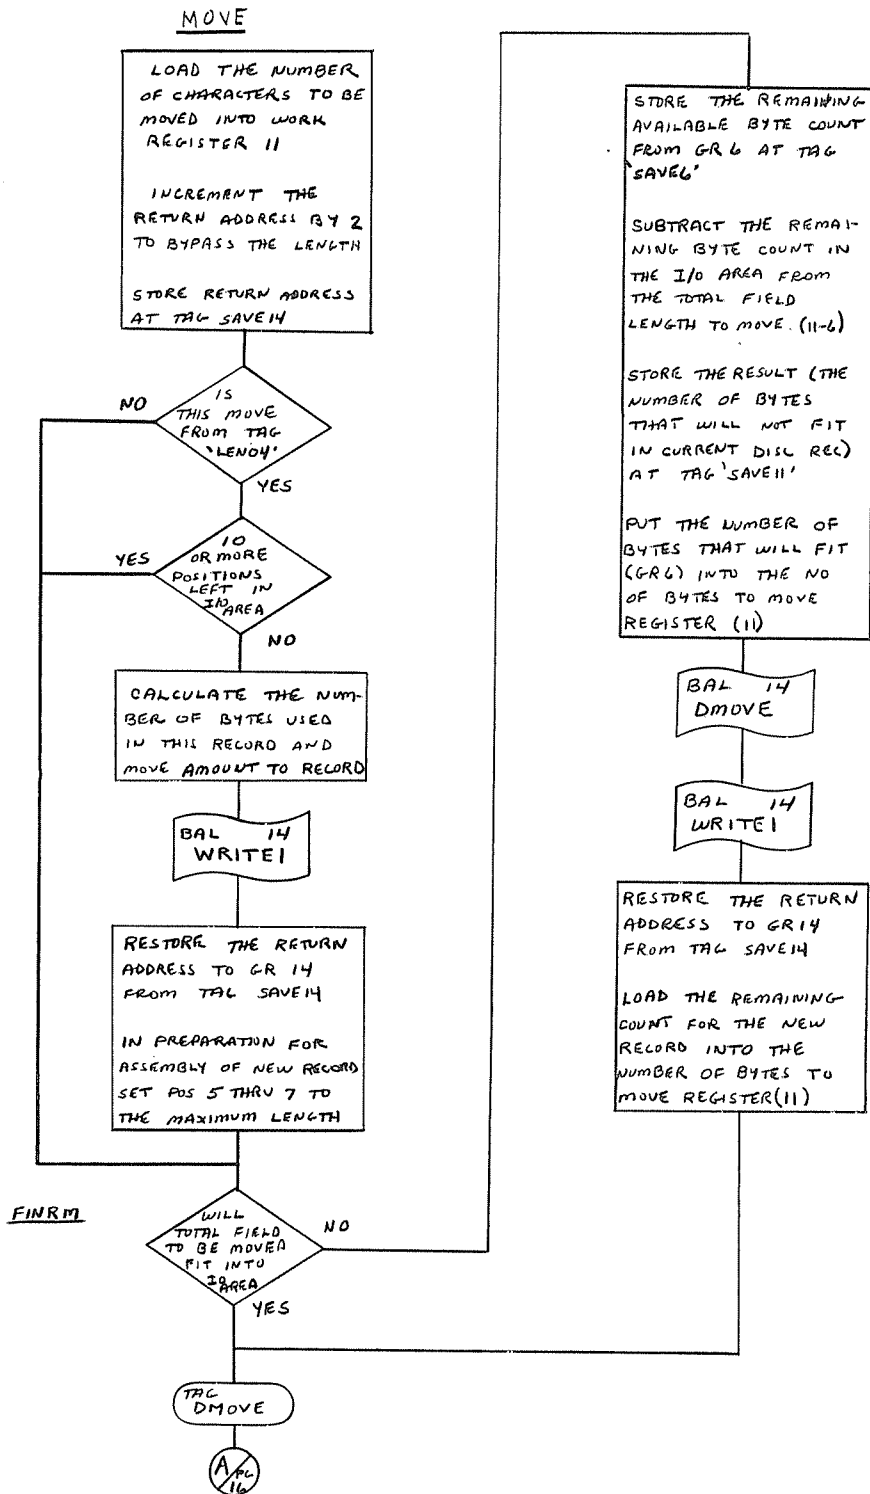 MOVE
LOAD THE NUMBER
OF CHARACTERS TO BE
MOVED INTO WORK
REGISTER 11
INCREMENT THE
RETURN ADDRESS BY 2
TO BYPASS THE LENGTH
STORE RETURN ADDRESS
AT TAG SAVE14
IS
THIS MOVE
FROM TAG
'LEN04'
NO
YES
10
OR MORE
POSITIONS
LEFT IN
I/O
AREA
YES
NO
CALCULATE THE NUM-
BER OF BYTES USED
IN THIS RECORD AND
MOVE AMOUNT TO RECORD
BAL 14
WRITE1
RESTORE THE RETURN
ADDRESS TO GR 14
FROM TAG SAVE14
IN PREPARATION FOR
ASSEMBLY OF NEW RECORD
SET POS 5 THRU 7 TO
THE MAXIMUM LENGTH
FINRM
WILL
TOTAL FIELD
TO BE MOVED
FIT INTO
IO
AREA
NO
YES
TAG
DMOVE
A/PG
16
STORE THE REMAINING
AVAILABLE BYTE COUNT
FROM GR6 AT TAG
'SAVE6'
SUBTRACT THE REMAI-
NING BYTE COUNT IN
THE I/O AREA FROM
THE TOTAL FIELD
LENGTH TO MOVE. (11-6)
STORE THE RESULT (THE
NUMBER OF BYTES
THAT WILL NOT FIT
IN CURRENT DISC REC)
AT TAG 'SAVE11'
PUT THE NUMBER OF
BYTES THAT WILL FIT
(GR6) INTO THE NO
OF BYTES TO MOVE
REGISTER (11)
BAL 14
DMOVE
BAL 14
WRITE1
RESTORE THE RETURN
ADDRESS TO GR14
FROM TAG SAVE14
LOAD THE REMAINING
COUNT FOR THE NEW
RECORD INTO THE
NUMBER OF BYTES TO
MOVE REGISTER(11)